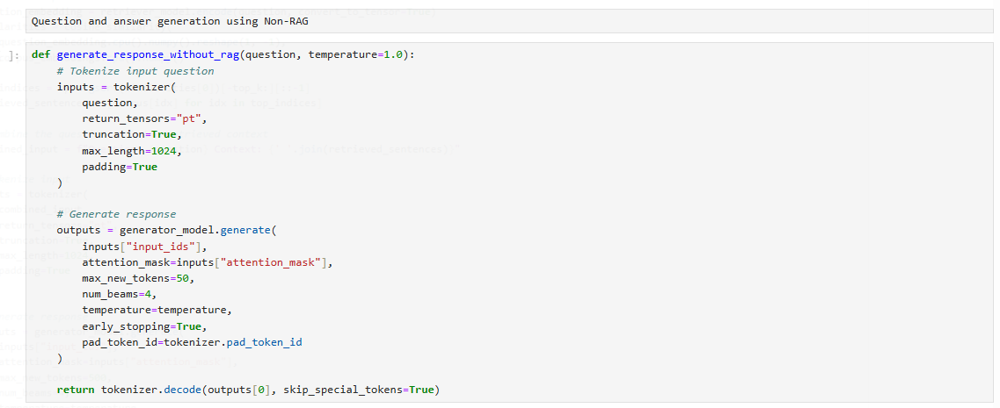 Question and answer generation using Non-RAG
]: def generate_response_without_rag(question, temperature=1.0):
    # Tokenize input question
    inputs = tokenizer(
        question,
        return_tensors="pt",
        truncation=True,
        max_length=1024,
        padding=True
    )
    # Generate response
    outputs = generator_model.generate(
        inputs["input_ids"],
        attention_mask=inputs["attention_mask"],
        max_new_tokens=50,
        num_beams=4,
        temperature=temperature,
        early_stopping=True,
        pad_token_id=tokenizer.pad_token_id
    )
    return tokenizer.decode(outputs[0], skip_special_tokens=True)